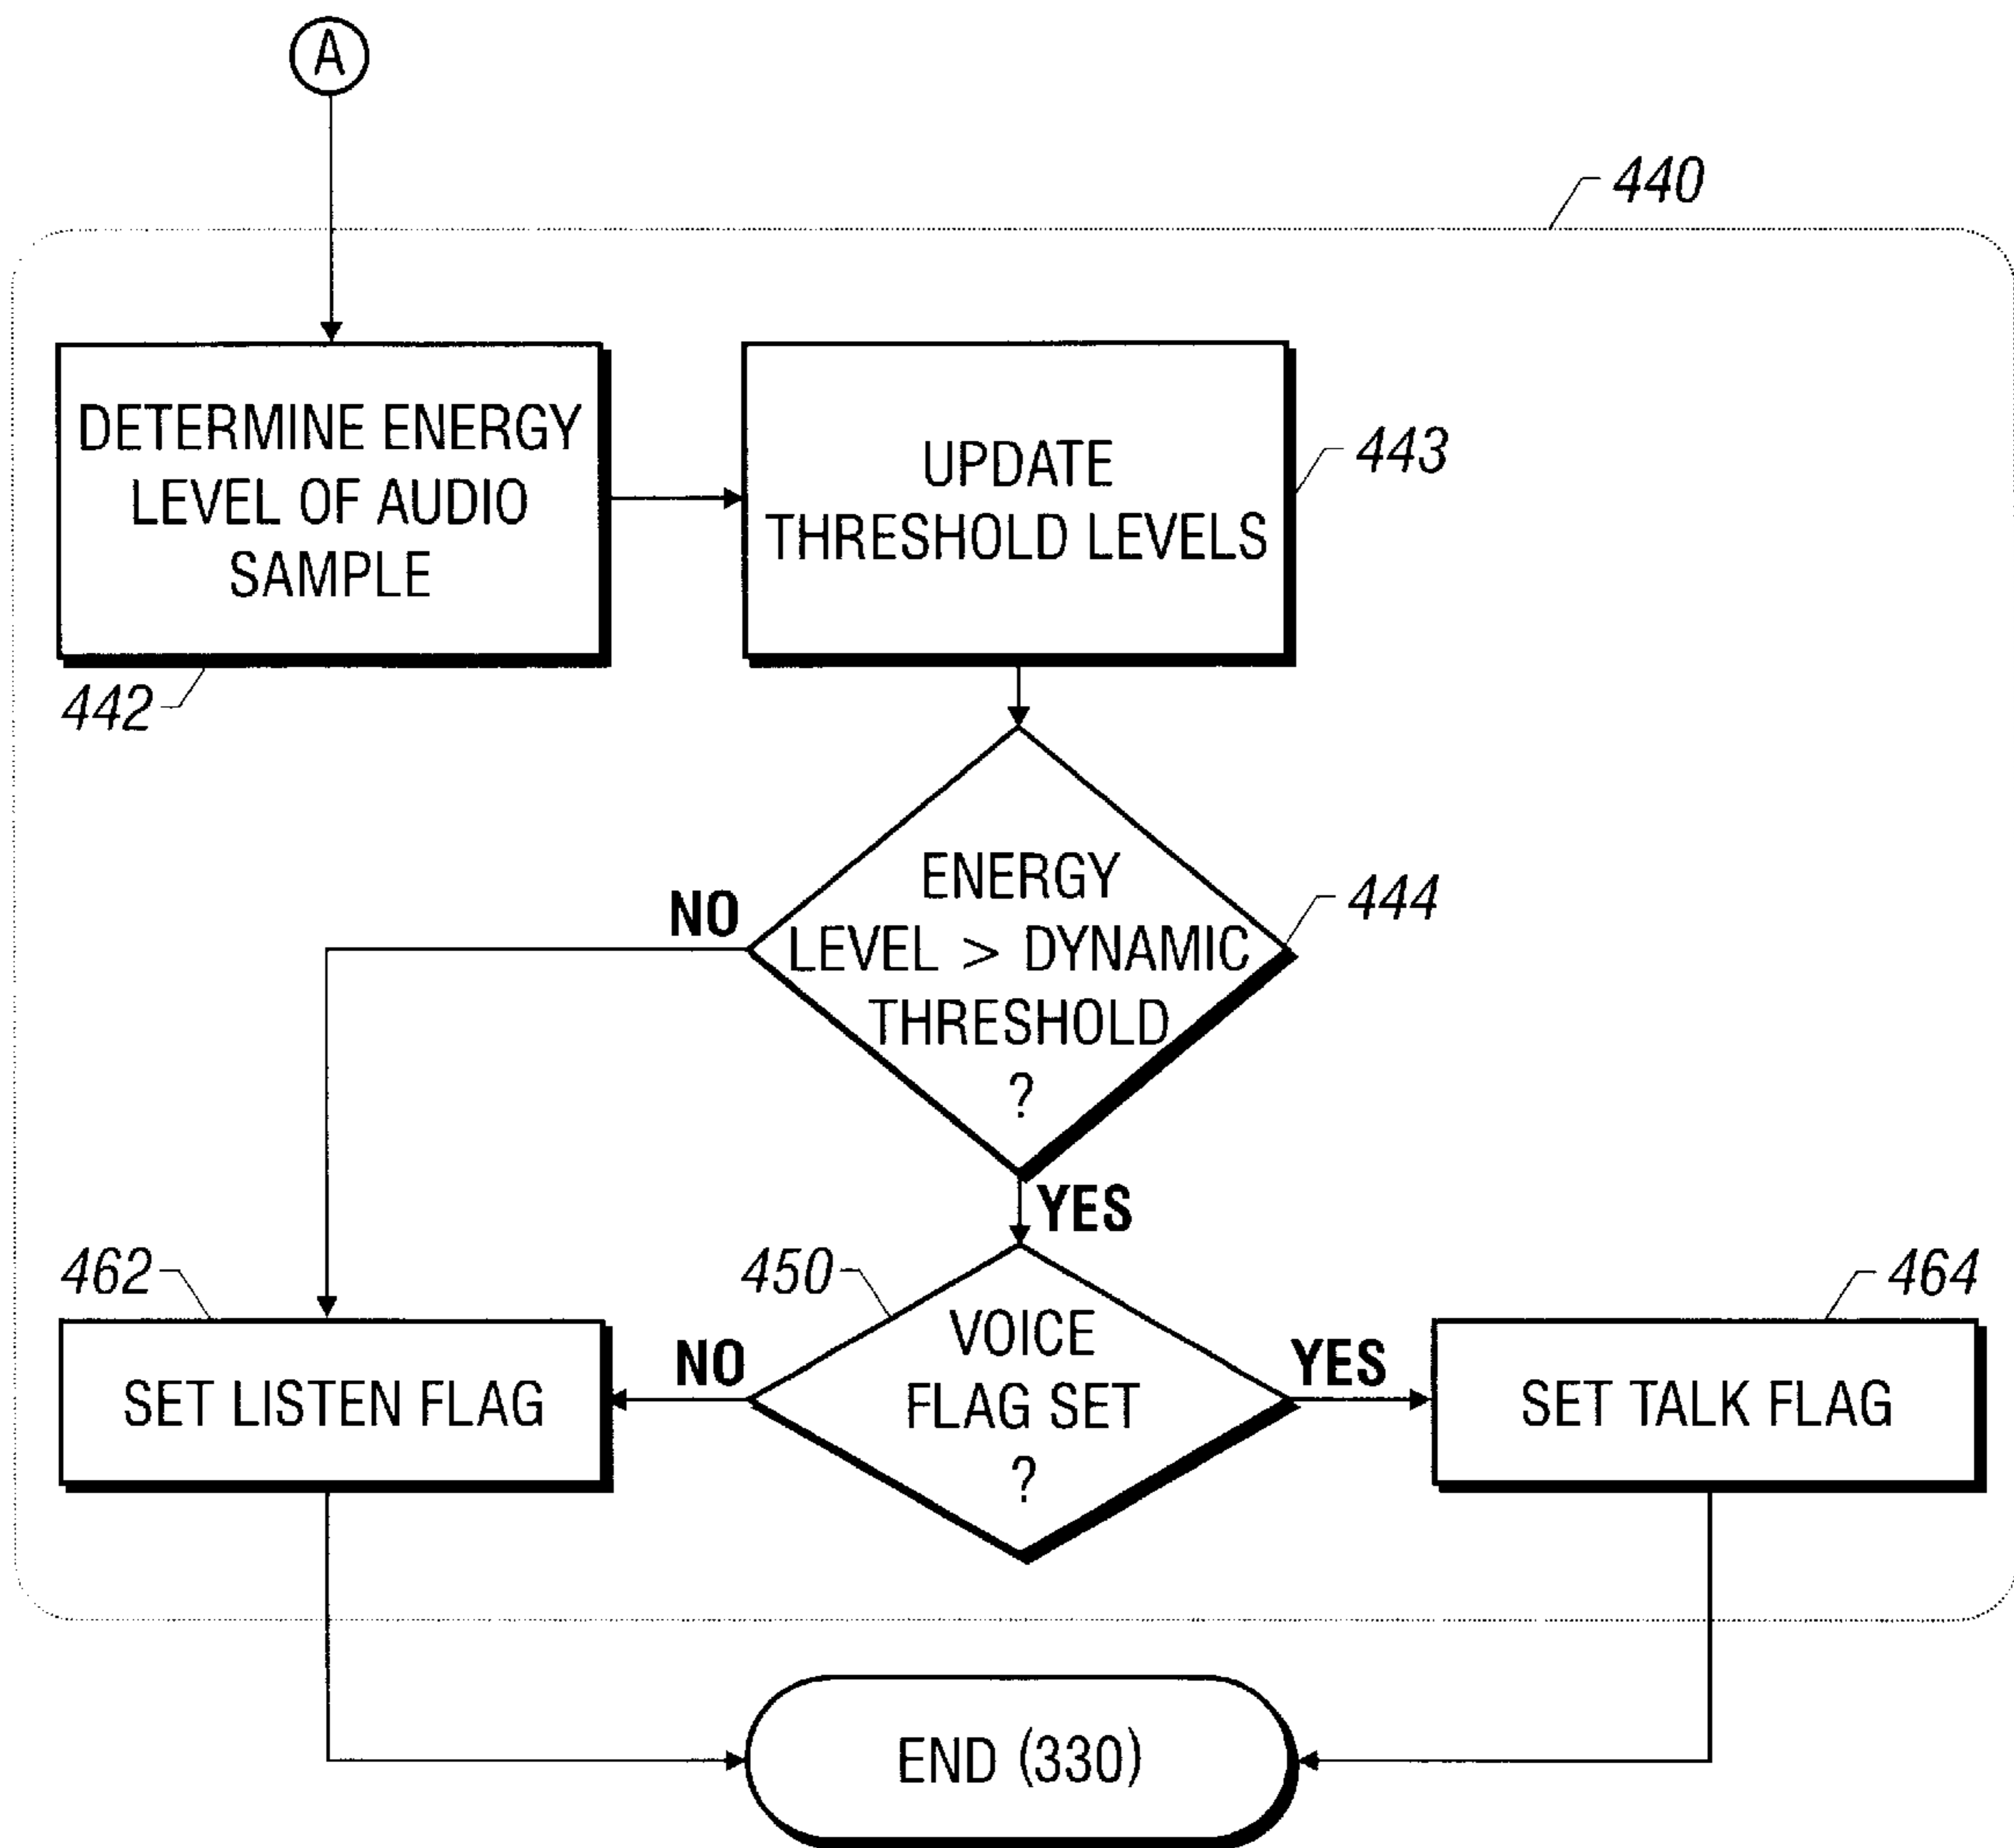 A
440
DETERMINE ENERGY
LEVEL OF AUDIO
SAMPLE
442
UPDATE
THRESHOLD LEVELS
443
ENERGY
LEVEL > DYNAMIC
THRESHOLD
?
444
NO
YES
462
SET LISTEN FLAG
NO
450
VOICE
FLAG SET
?
YES
464
SET TALK FLAG
END (330)